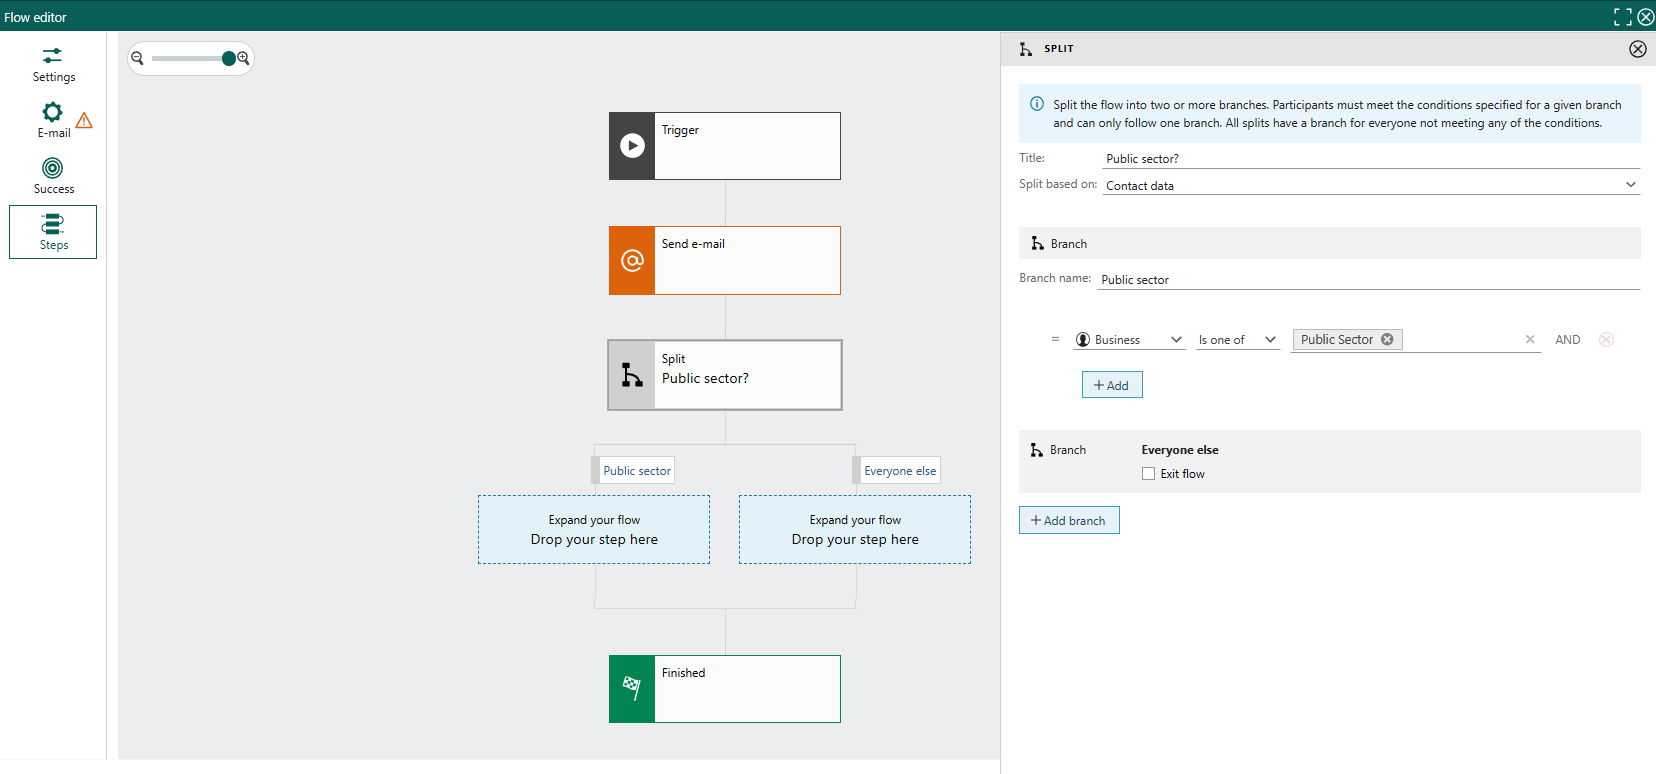 Flow editor
Settings
E-mail
Success
Steps
Trigger
Send e-mail
Split
Public sector?
Public sector
Everyone else
Expand your flow
Drop your step here
Expand your flow
Drop your step here
Finished
SPLIT
Split the flow into two or more branches. Participants must meet the conditions specified for a given branch
and can only follow one branch. All splits have a branch for everyone not meeting any of the conditions.
Title: Public sector?
Split based on: Contact data
Branch
Branch name: Public sector
= Business Is one of Public Sector AND
+ Add
Branch Everyone else
Exit flow
+ Add branch